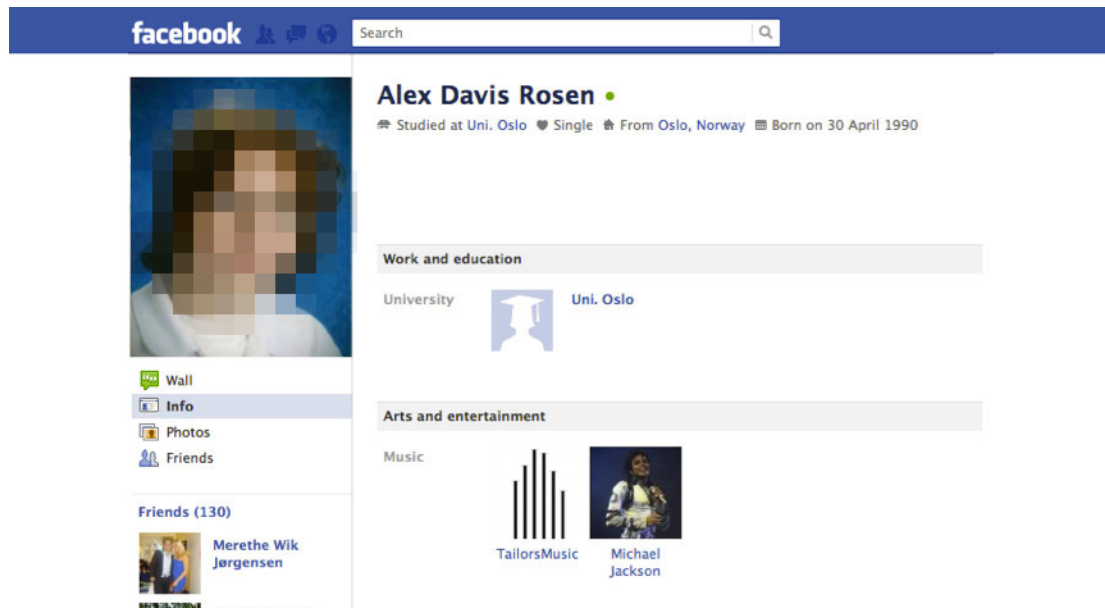 facebook
Search
Alex Davis Rosen
Studied at Uni. Oslo Single From Oslo, Norway Born on 30 April 1990
Work and education
University Uni. Oslo
Wall
Info
Photos
Friends
Arts and entertainment
Music
TailorsMusic
Michael
Jackson
Friends (130)
Merethe Wik
Jørgensen